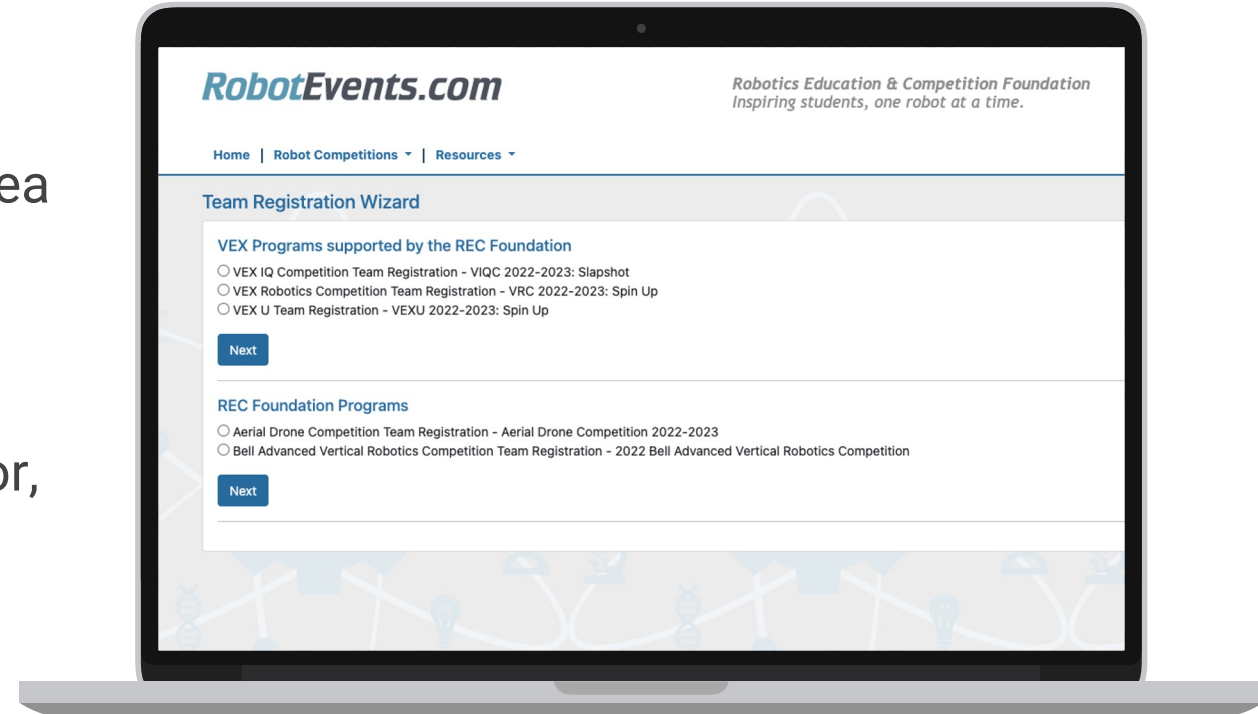 RobotEvents.com
Robotics Education & Competition Foundation
Inspiring students, one robot at a time.
Home | Robot Competitions | Resources
ea
Team Registration Wizard
VEX Programs supported by the REC Foundation
VEX IQ Competition Team Registration - VIQC 2022-2023: Slapshot
VEX Robotics Competition Team Registration - VRC 2022-2023: Spin Up
VEX U Team Registration - VEXU 2022-2023: Spin Up
Next
REC Foundation Programs
Aerial Drone Competition Team Registration - Aerial Drone Competition 2022-2023
Bell Advanced Vertical Robotics Competition Team Registration - 2022 Bell Advanced Vertical Robotics Competition
or,
Next